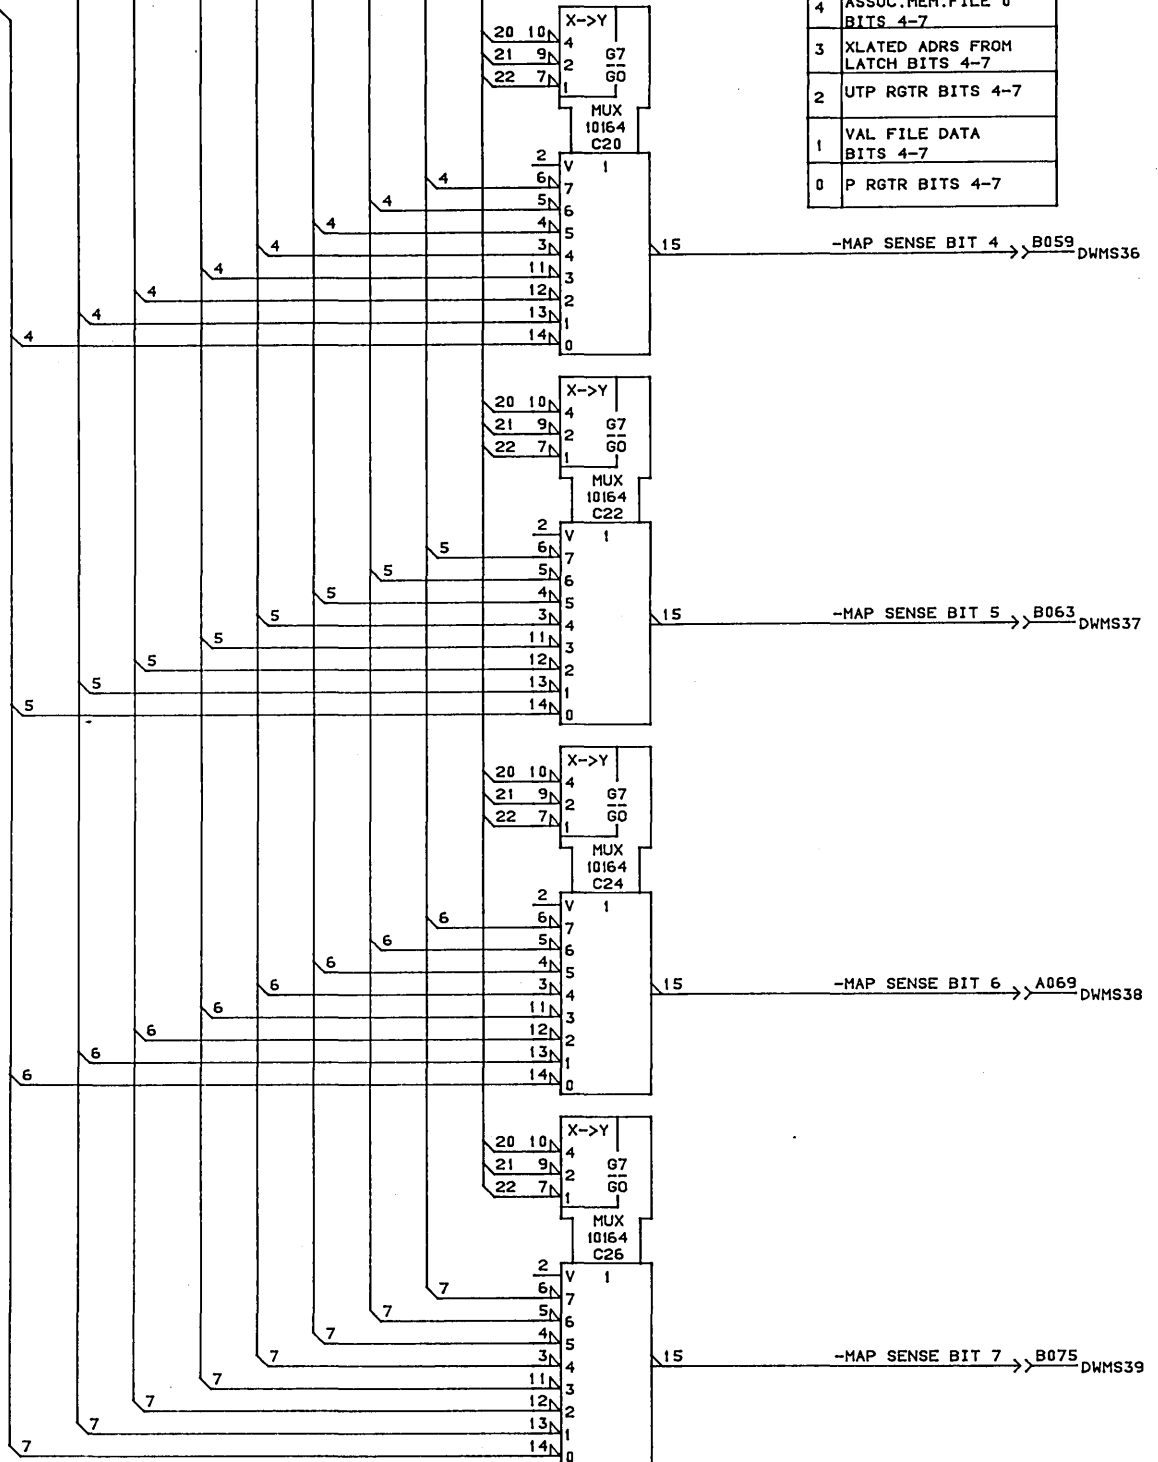 4 ASSOC.MEM.FILE 0
BITS 4-7
3 XLATED ADRS FROM
LATCH BITS 4-7
2 UTP RGTR BITS 4-7
1 VAL FILE DATA
BITS 4-7
0 P RGTR BITS 4-7
X->Y
20 10 4
21 9 2 G7
22 7 1 G0
MUX
10164
C20
2 V 1
4 6 7
4 5 6
4 4 5
4 3 4
4 11 3
4 12 2
4 13 1
4 14 0
15 -MAP SENSE BIT 4 B059 DWMS36
X->Y
20 10 4
21 9 2 G7
22 7 1 G0
MUX
10164
C22
2 V 1
5 6 7
5 5 6
5 4 5
5 3 4
5 11 3
5 12 2
5 13 1
5 14 0
15 -MAP SENSE BIT 5 B063 DWMS37
X->Y
20 10 4
21 9 2 G7
22 7 1 G0
MUX
10164
C24
2 V 1
6 6 7
6 5 6
6 4 5
6 3 4
6 11 3
6 12 2
6 13 1
6 14 0
15 -MAP SENSE BIT 6 A069 DWMS38
X->Y
20 10 4
21 9 2 G7
22 7 1 G0
MUX
10164
C26
2 V 1
7 6 7
7 5 6
7 4 5
7 3 4
7 11 3
7 12 2
7 13 1
7 14 0
15 -MAP SENSE BIT 7 B075 DWMS39